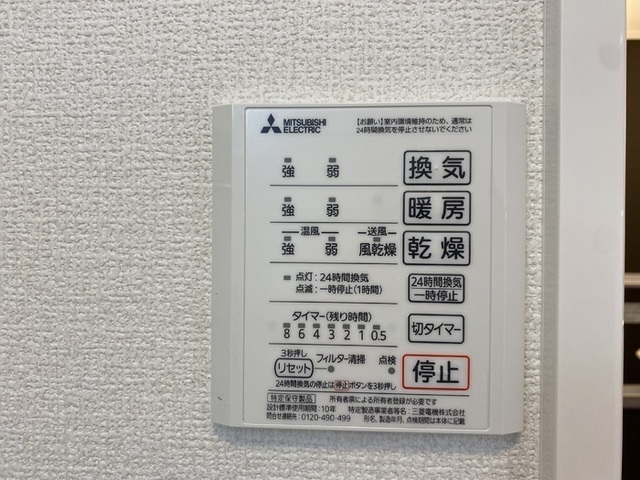 MITSUBISHI
ELECTRIC
【お願い】室内環境維持のため、通常は
24時間換気を停止させないでください
強 弱 換気
強 弱 暖房
温風 送風
強 弱 風乾燥 乾燥
点灯:24時間換気
点滅:一時停止(1時間)
24時間換気
一時停止
タイマー(残り時間)
8 6 4 3 2 1 0.5
切タイマー
3秒押し
リセット フィルター清掃 点検
停止
24時間換気の停止は停止ボタンを3秒押し
特定保守製品 所有者票による所有者登録が必要です
設計標準使用期間:10年 特定製造事業者等名:三菱電機株式会社
問合せ連絡先:0120-490-499 形名、製造年月、点検期間は本体に記載